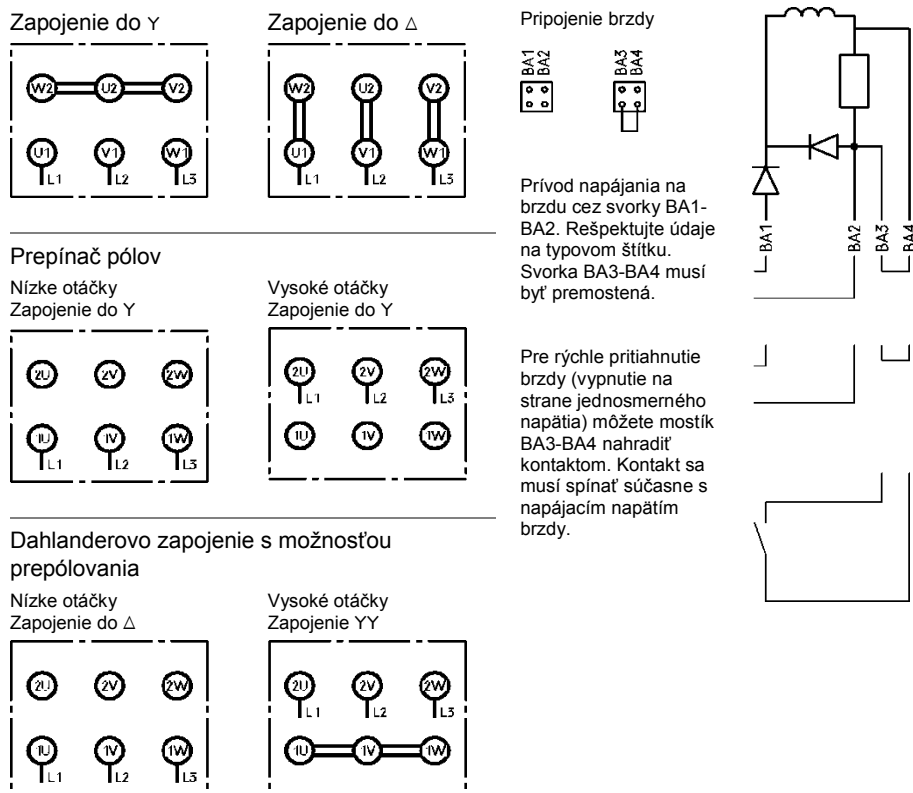 Zapojenie do Y
W2 U2 V2
U1 V1 W1
L1 L2 L3
Zapojenie do Δ
W2 U2 V2
U1 V1 W1
L1 L2 L3
Prepínač pólov
Nízke otáčky
Zapojenie do Y
2U 2V 2W
1U 1V 1W
L1 L2 L3
Vysoké otáčky
Zapojenie do Y
2U 2V 2W
L1 L2 L3
1U 1V 1W
Dahlanderovo zapojenie s možnosťou
prepólovania
Nízke otáčky
Zapojenie do Δ
2U 2V 2W
1U 1V 1W
L1 L2 L3
Vysoké otáčky
Zapojenie YY
2U 2V 2W
L1 L2 L3
1U 1V 1W
Pripojenie brzdy
BA1
BA2
BA3
BA4
Prívod napájania na
brzdu cez svorky BA1-
BA2. Rešpektujte údaje
na typovom štítku.
Svorka BA3-BA4 musí
byť premostená.
Pre rýchle pritiahnutie
brzdy (vypnutie na
strane jednosmerného
napätia) môžete mostík
BA3-BA4 nahradiť
kontaktom. Kontakt sa
musí spínať súčasne s
napájacím napätím
brzdy.
BA1
BA2
BA3
BA4